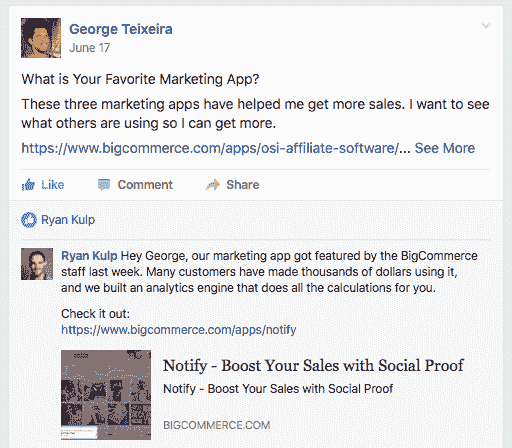 George Teixeira
June 17
What is Your Favorite Marketing App?
These three marketing apps have helped me get more sales. I want to see
what others are using so I can get more.
https://www.bigcommerce.com/apps/osi-affiliate-software/... See More
Like Comment Share
Ryan Kulp
Ryan Kulp Hey George, our marketing app got featured by the BigCommerce
staff last week. Many customers have made thousands of dollars using it,
and we built an analytics engine that does all the calculations for you.
Check it out:
https://www.bigcommerce.com/apps/notify
Notify - Boost Your Sales with Social Proof
Notify - Boost Your Sales with Social Proof
BIGCOMMERCE.COM